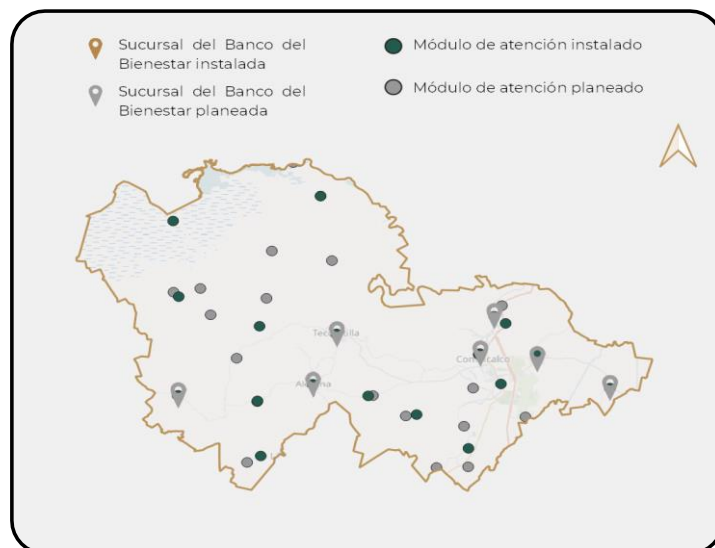 Sucursal del Banco del
Bienestar instalada
Sucursal del Banco del
Bienestar planeada
Módulo de atención instalado
Módulo de atención planeado